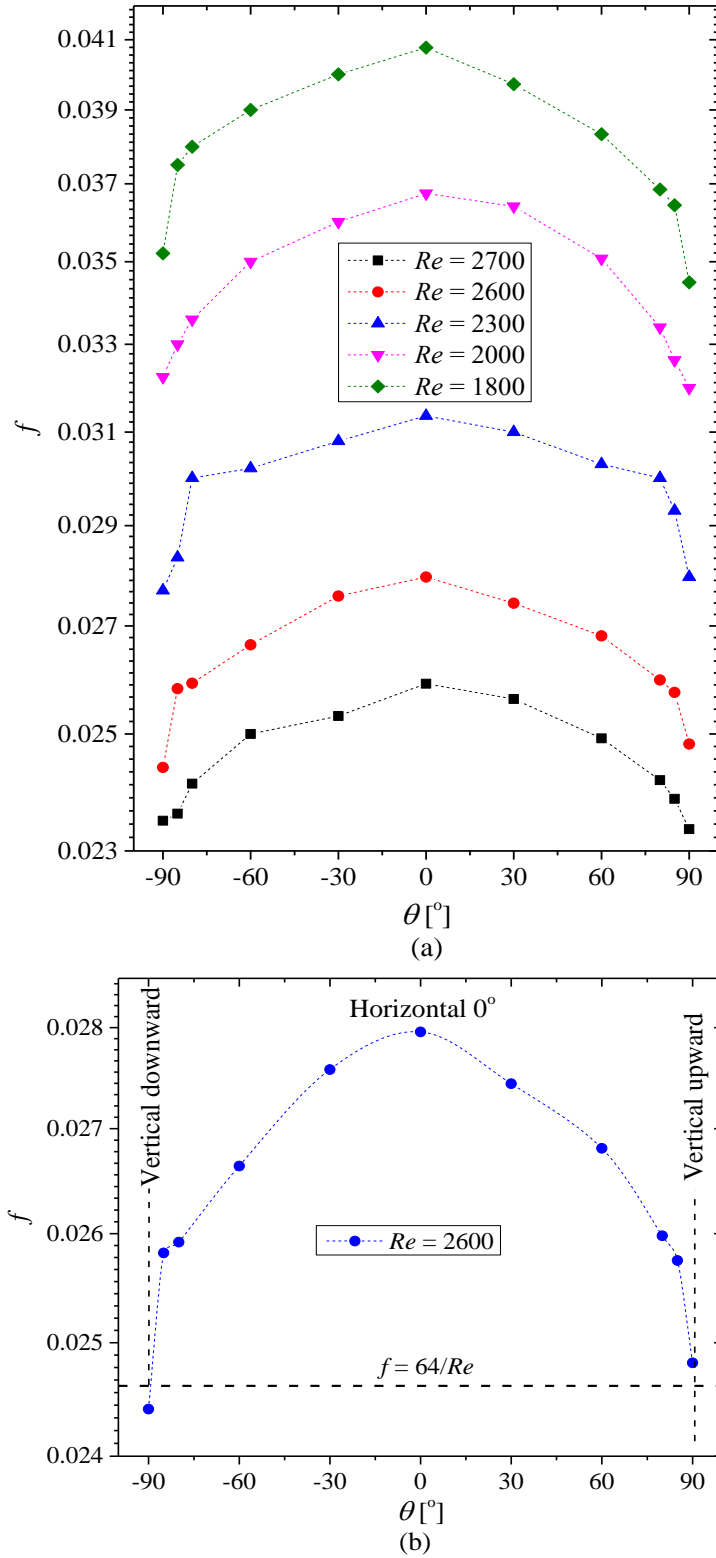 0.041
0.039
0.037
0.035
0.033
0.031
0.029
0.027
0.025
0.023
f
Re = 2700
Re = 2600
Re = 2300
Re = 2000
Re = 1800
-90 -60 -30 0 30 60 90
θ [°]
(a)
Horizontal 0°
Vertical downward
Vertical upward
0.028
0.027
0.026
0.025
0.024
f
Re = 2600
f = 64/Re
-90 -60 -30 0 30 60 90
θ [°]
(b)